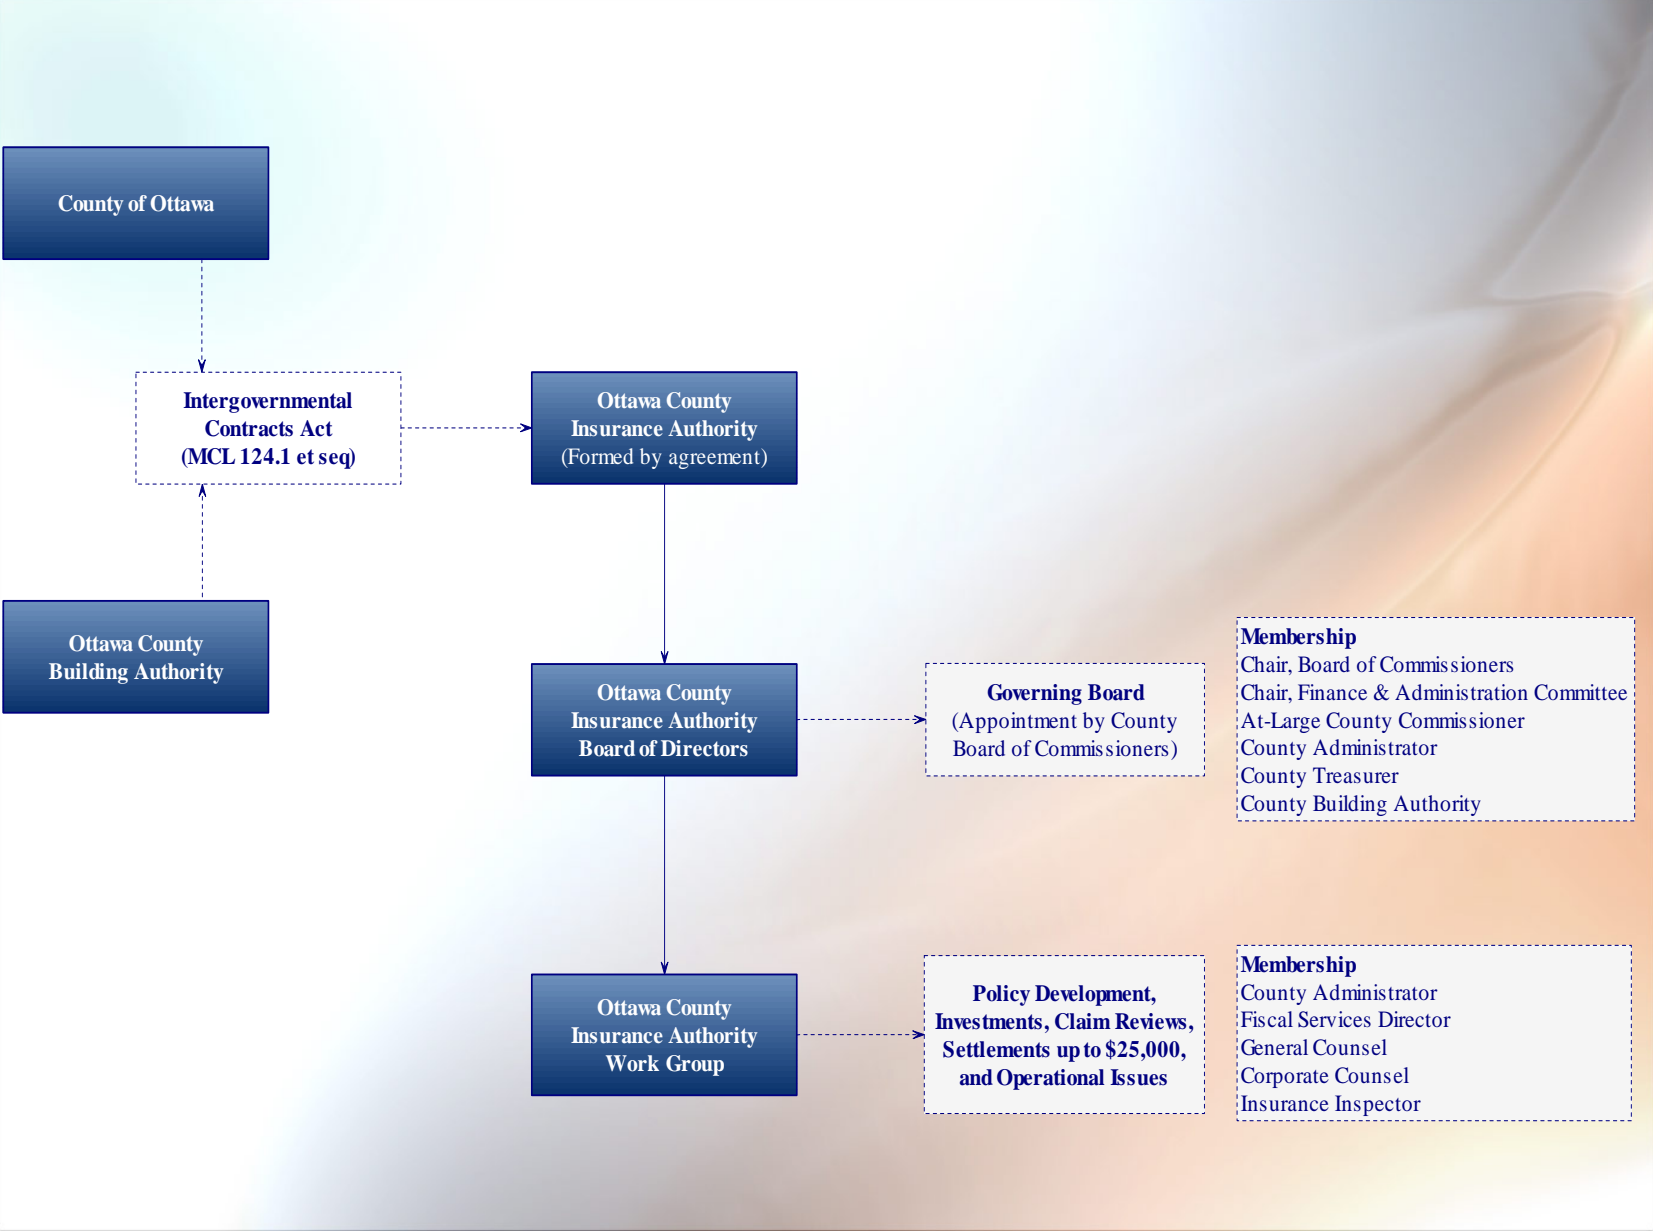 County of Ottawa
Intergovernmental
Contracts Act
(MCL 124.1 et seq)
Ottawa County
Insurance Authority
(Formed by agreement)
Ottawa County
Building Authority
Ottawa County
Insurance Authority
Board of Directors
Governing Board
(Appointment by County
Board of Commissioners)
Membership
Chair, Board of Commissioners
Chair, Finance & Administration Committee
At-Large County Commissioner
County Administrator
County Treasurer
County Building Authority
Ottawa County
Insurance Authority
Work Group
Policy Development,
Investments, Claim Reviews,
Settlements up to $25,000,
and Operational Issues
Membership
County Administrator
Fiscal Services Director
General Counsel
Corporate Counsel
Insurance Inspector